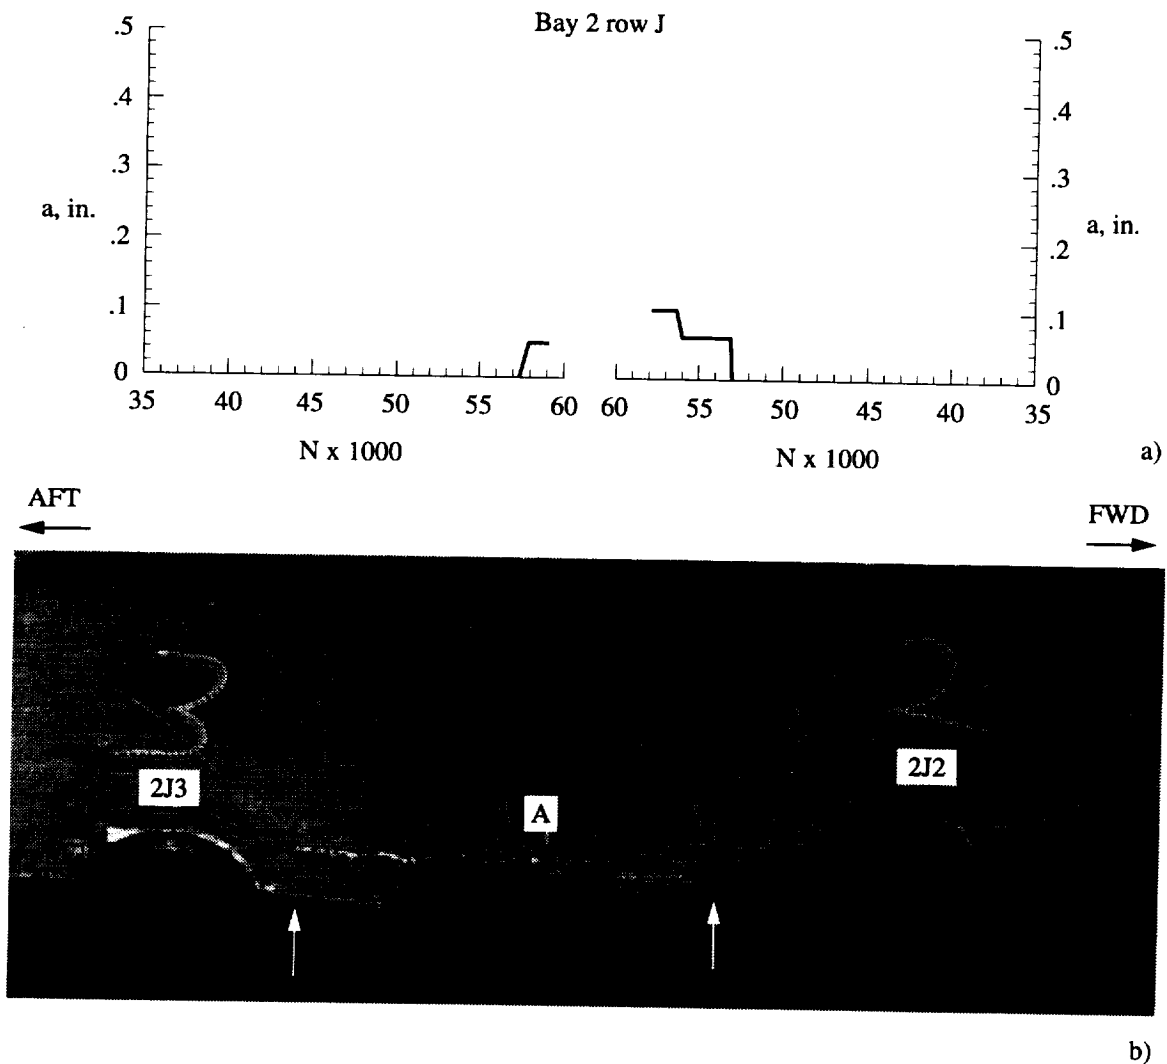 Bay 2 row J
.5 .5
.4 .4
.3 .3
a, in. a, in.
.2 .2
.1 .1
0 0
35 40 45 50 55 60 60 55 50 45 40 35
N x 1000 N x 1000
a)
AFT FWD
2J3 2J2
A
b)